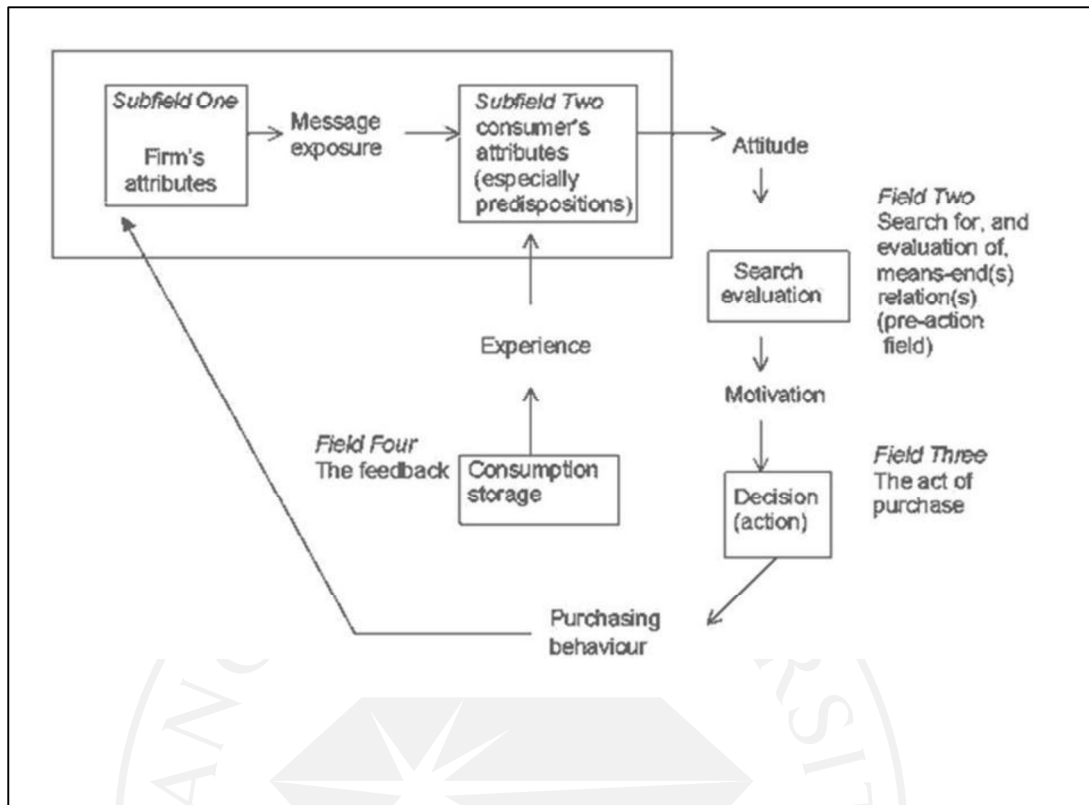 Subfield One
Firm's
attributes
Message
exposure
Subfield Two
consumer's
attributes
(especially
predispositions)
Attitude
Field Two
Search for, and
evaluation of,
means-end(s)
relation(s)
(pre-action
field)
Search
evaluation
Experience
Motivation
Field Four
The feedback
Consumption
storage
Field Three
The act of
purchase
Decision
(action)
Purchasing
behaviour